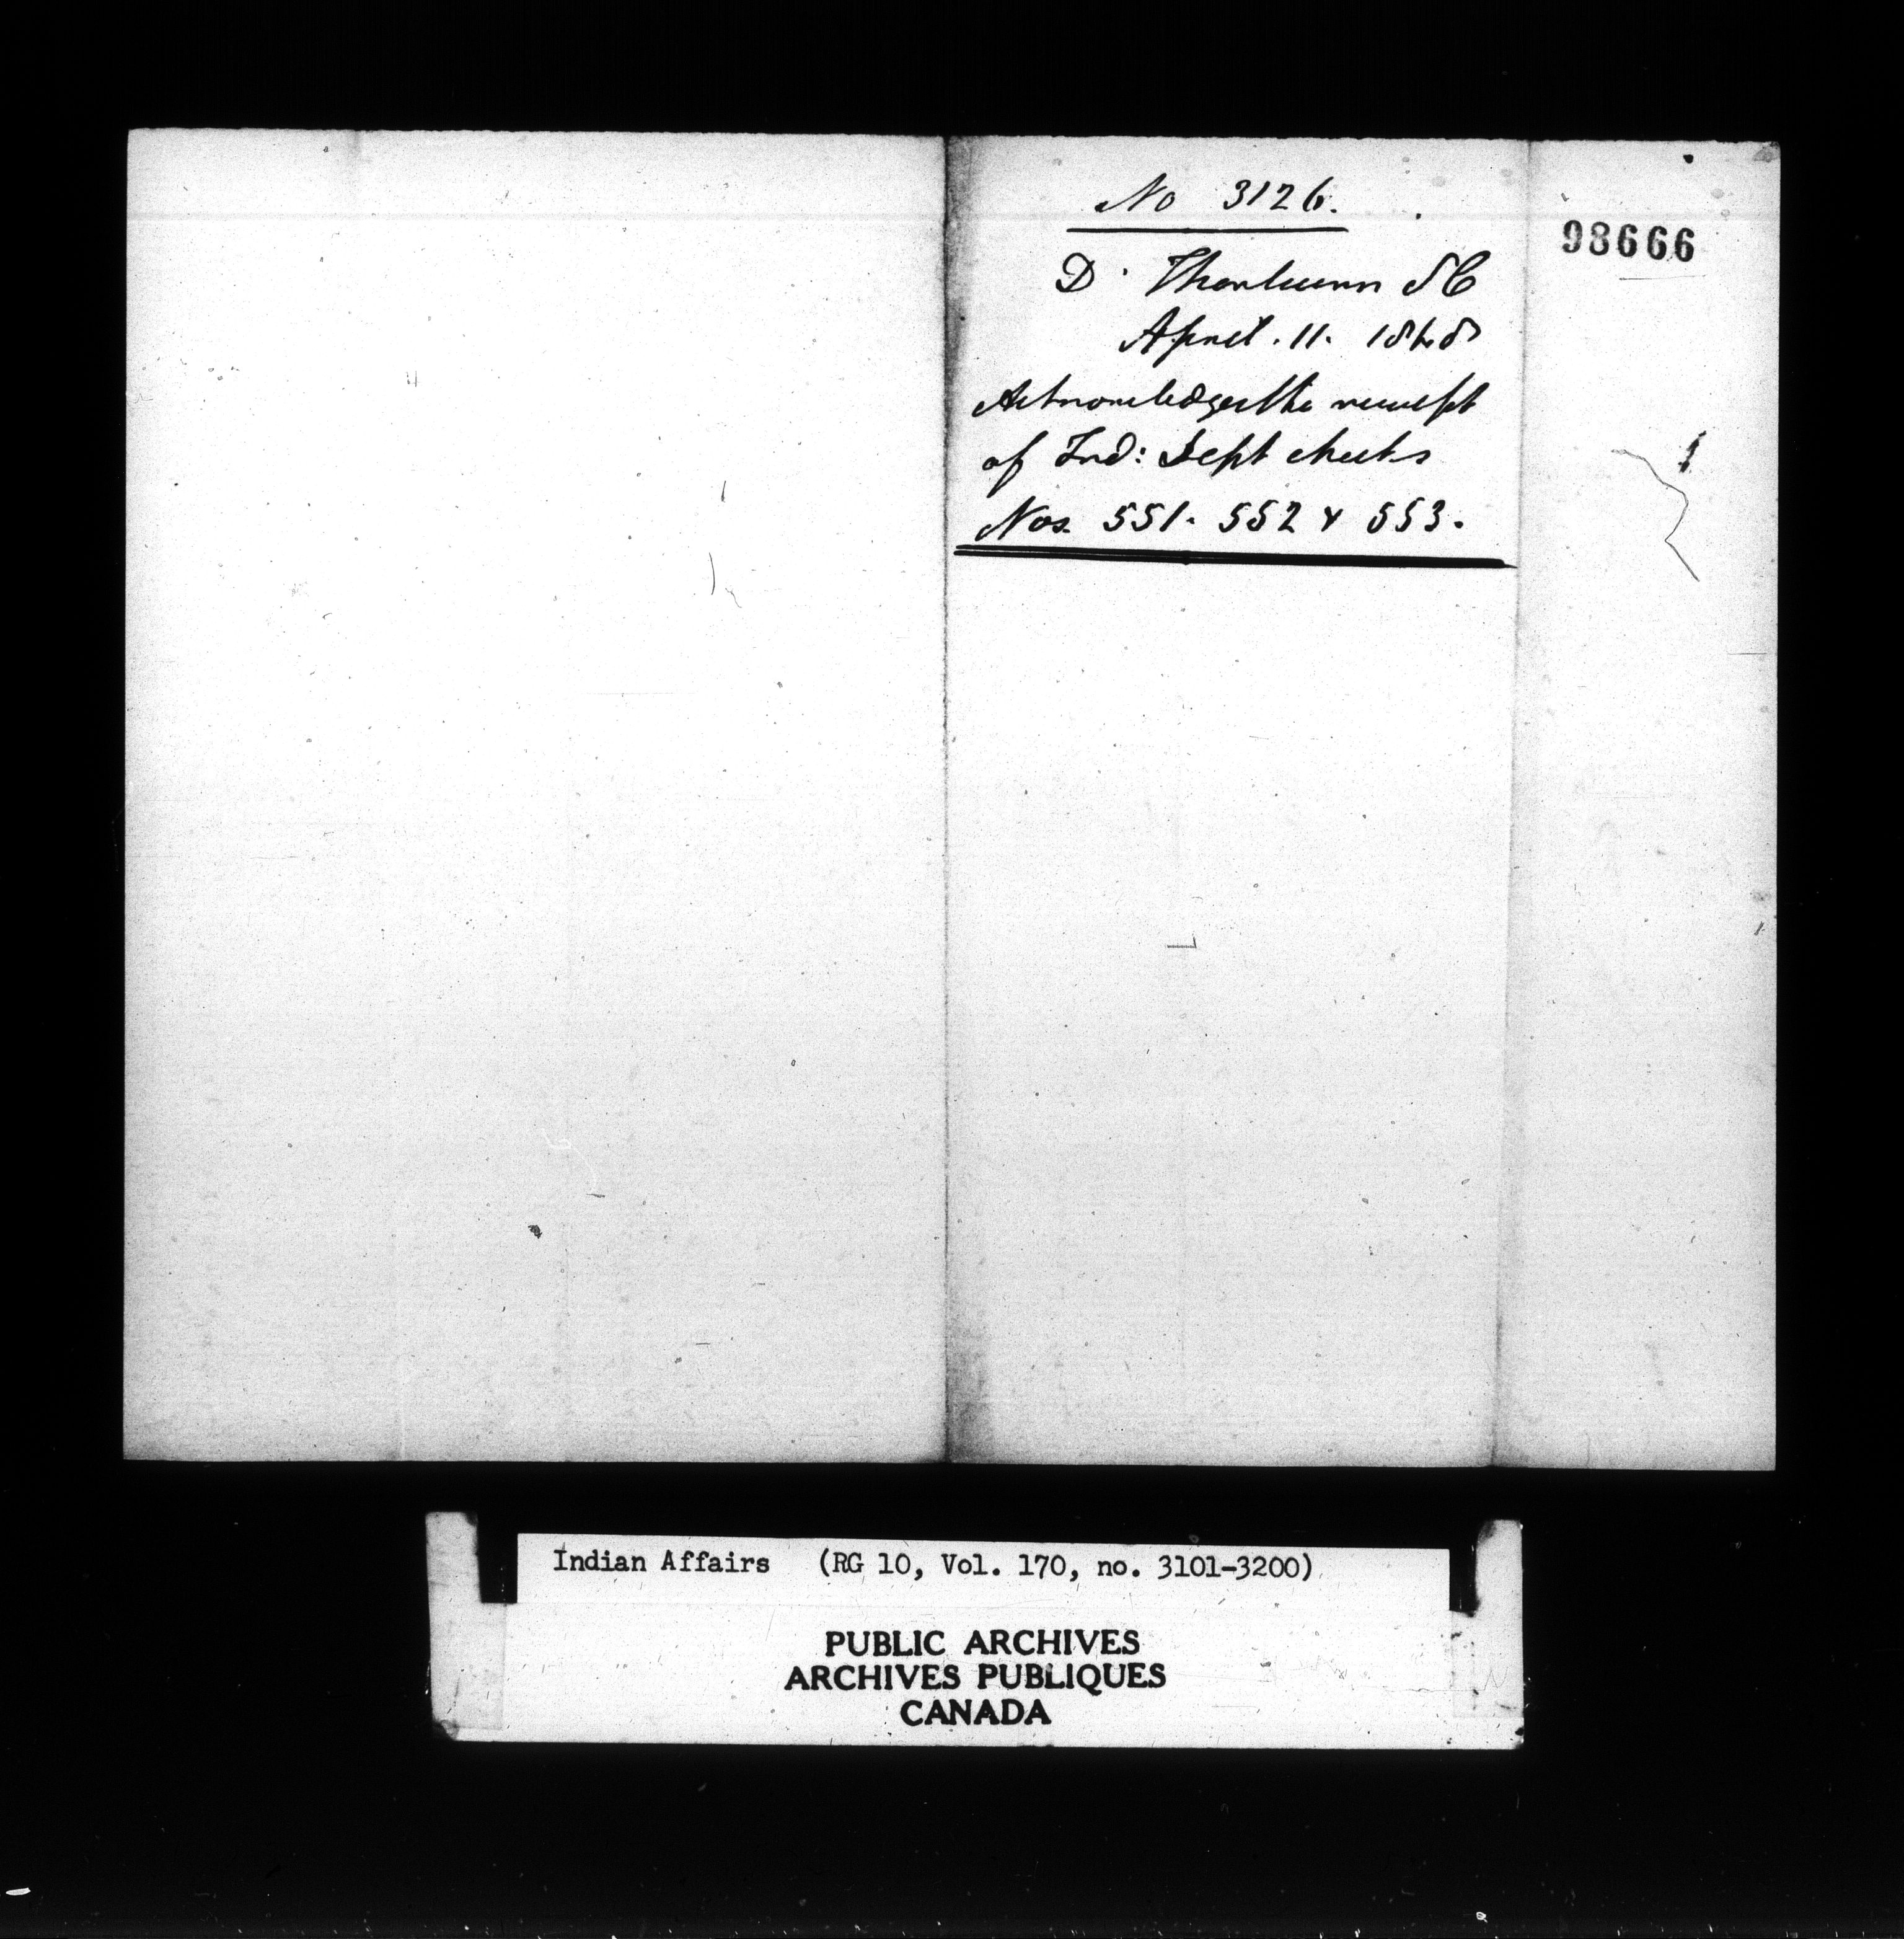 No 3126.
98666
D. Thorburn
April. 11. 1848
Acknowledges the receipt
of Ind: Dept checks
Nos. 551. 552 & 553.
Indian Affairs (RG 10, Vol. 170, no. 3101-3200)
PUBLIC ARCHIVES
ARCHIVES PUBLIQUES
CANADA